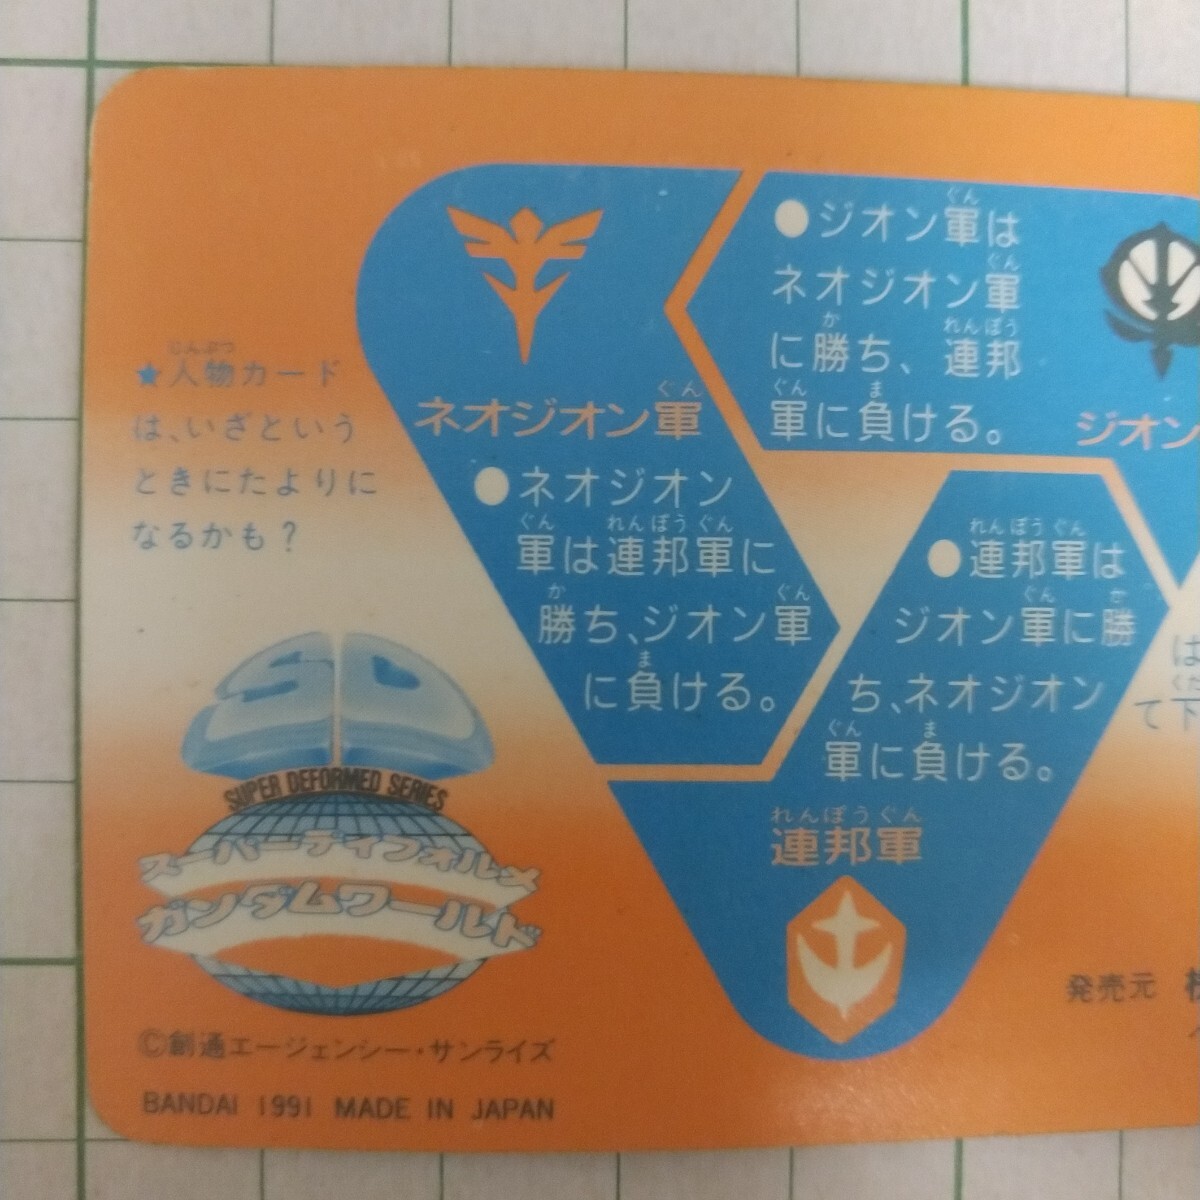 ★人物カード
は、いざという
ときにたよりに
なるかも？
ネオジオン軍
●ネオジオン
軍は連邦軍に
勝ち、ジオン軍
に負ける。
●ジオン軍は
ネオジオン軍
に勝ち、連邦
軍に負ける。
ジオン
●連邦軍は
ジオン軍に勝
ち、ネオジオン
軍に負ける。
連邦軍
は
て下
SUPER DEFORMED SERIES
スーパーディフォルメ
ガンダムワールド
©創通エージェンシー・サンライズ
BANDAI 1991 MADE IN JAPAN
発売元